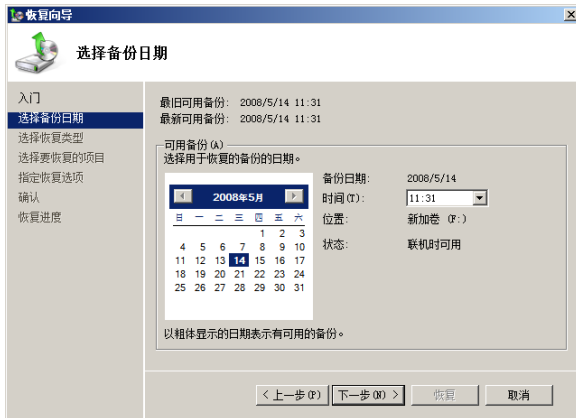 恢复向导
选择备份日期
入门
选择备份日期
选择恢复类型
选择要恢复的项目
指定恢复选项
确认
恢复进度
最旧可用备份: 2008/5/14 11:31
最新可用备份: 2008/5/14 11:31
可用备份(A)
选择用于恢复的备份的日期。
2008年5月
日 一 二 三 四 五 六
1 2 3
4 5 6 7 8 9 10
11 12 13 14 15 16 17
18 19 20 21 22 23 24
25 26 27 28 29 30 31
备份日期: 2008/5/14
时间(T): 11:31
位置: 新加卷 (F:)
状态: 联机时可用
以粗体显示的日期表示有可用的备份。
< 上一步(P) 下一步(N) > 恢复 取消